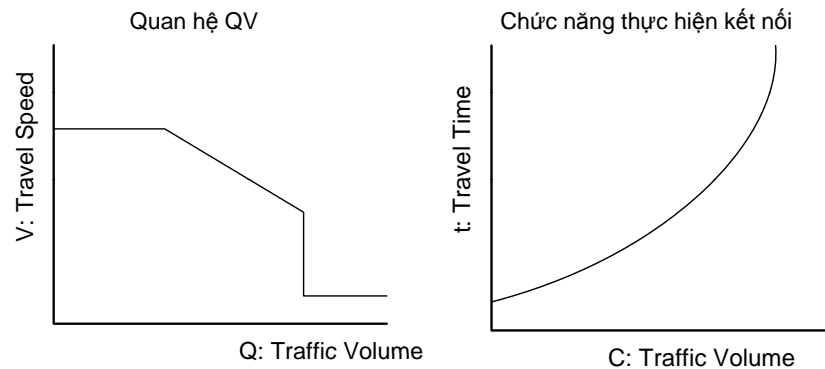 Quan hệ QV
V: Travel Speed
Q: Traffic Volume
Chức năng thực hiện kết nối
t: Travel Time
C: Traffic Volume